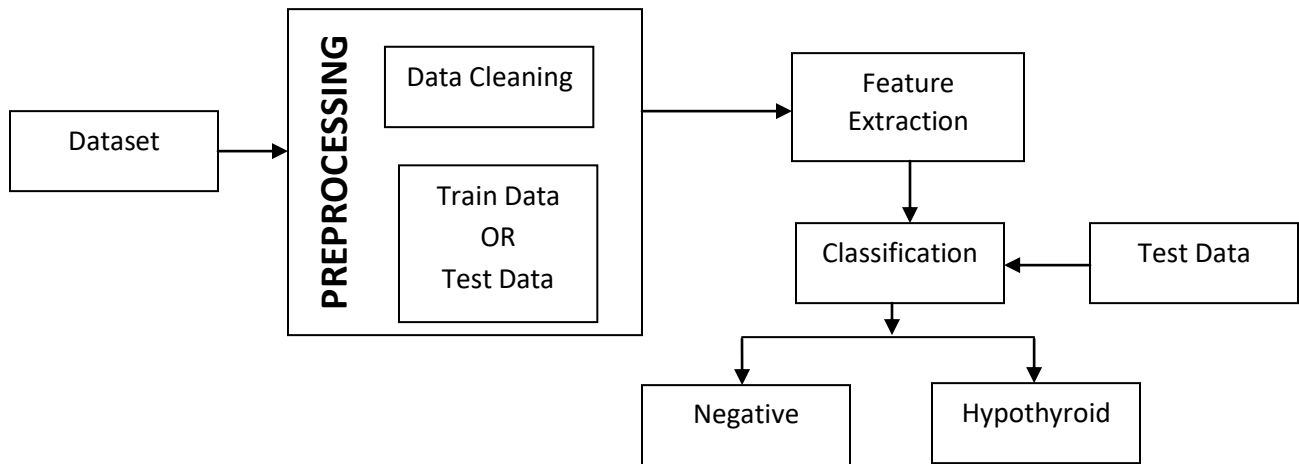 Dataset
PREPROCESSING
Data Cleaning
Train Data
OR
Test Data
Feature
Extraction
Classification
Test Data
Negative
Hypothyroid